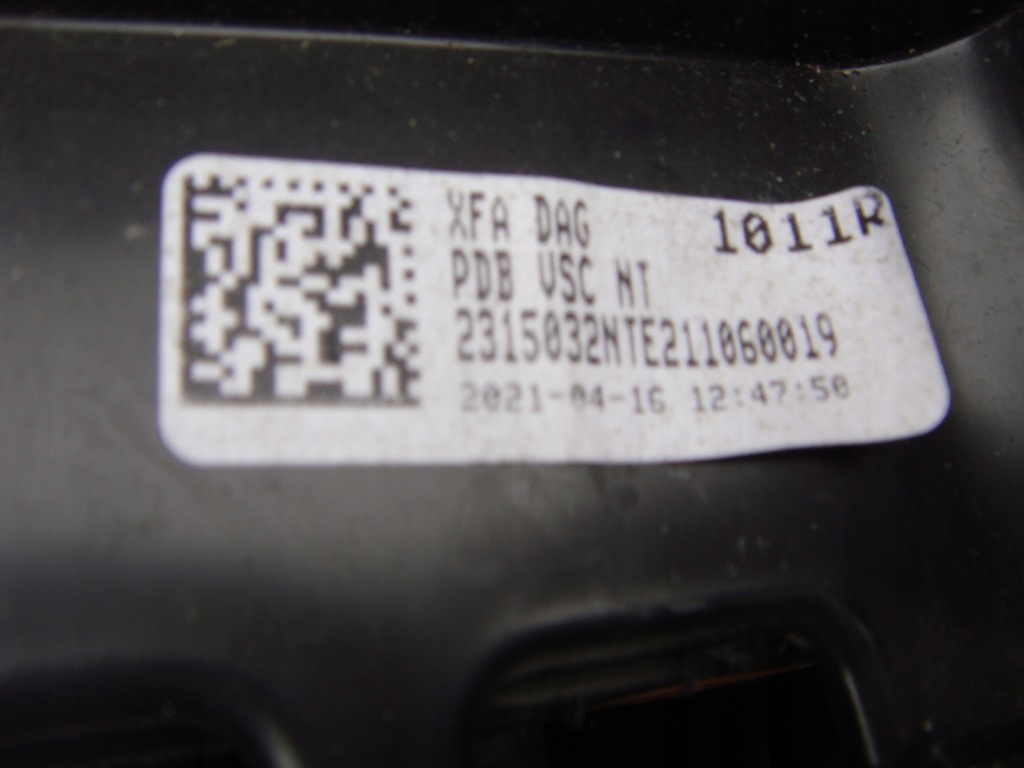 XFA DAG 1011R
PDB VSC NT
2315032NTE211060019
2021-04-16 12:47:50